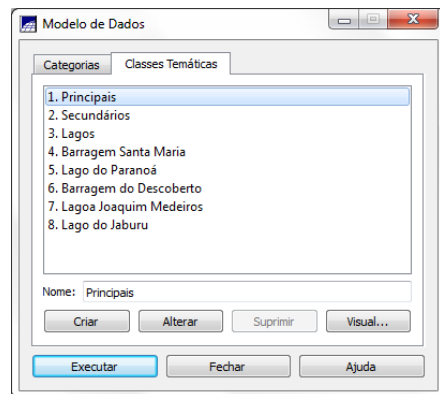 Modelo de Dados
Categorias Classes Temáticas
1. Principais
2. Secundários
3. Lagos
4. Barragem Santa Maria
5. Lago do Paranoá
6. Barragem do Descoberto
7. Lagoa Joaquim Medeiros
8. Lago do Jaburu
Nome: Principais
Criar Alterar Suprimir Visual...
Executar Fechar Ajuda